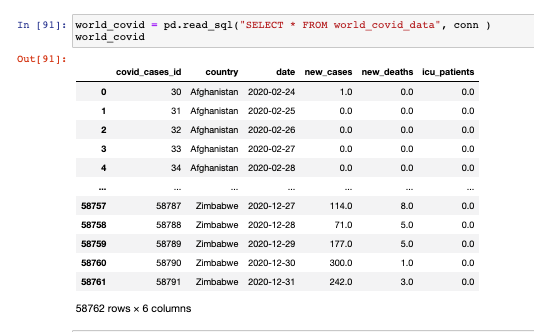 In [91]: world_covid = pd.read_sql("SELECT * FROM world_covid_data", conn )
world_covid
Out[91]:
covid_cases_id country date new_cases new_deaths icu_patients
0 30 Afghanistan 2020-02-24 1.0 0.0 0.0
1 31 Afghanistan 2020-02-25 0.0 0.0 0.0
2 32 Afghanistan 2020-02-26 0.0 0.0 0.0
3 33 Afghanistan 2020-02-27 0.0 0.0 0.0
4 34 Afghanistan 2020-02-28 0.0 0.0 0.0
... ... ... ... ... ... ...
58757 58787 Zimbabwe 2020-12-27 114.0 8.0 0.0
58758 58788 Zimbabwe 2020-12-28 71.0 5.0 0.0
58759 58789 Zimbabwe 2020-12-29 177.0 5.0 0.0
58760 58790 Zimbabwe 2020-12-30 300.0 1.0 0.0
58761 58791 Zimbabwe 2020-12-31 242.0 3.0 0.0
58762 rows × 6 columns